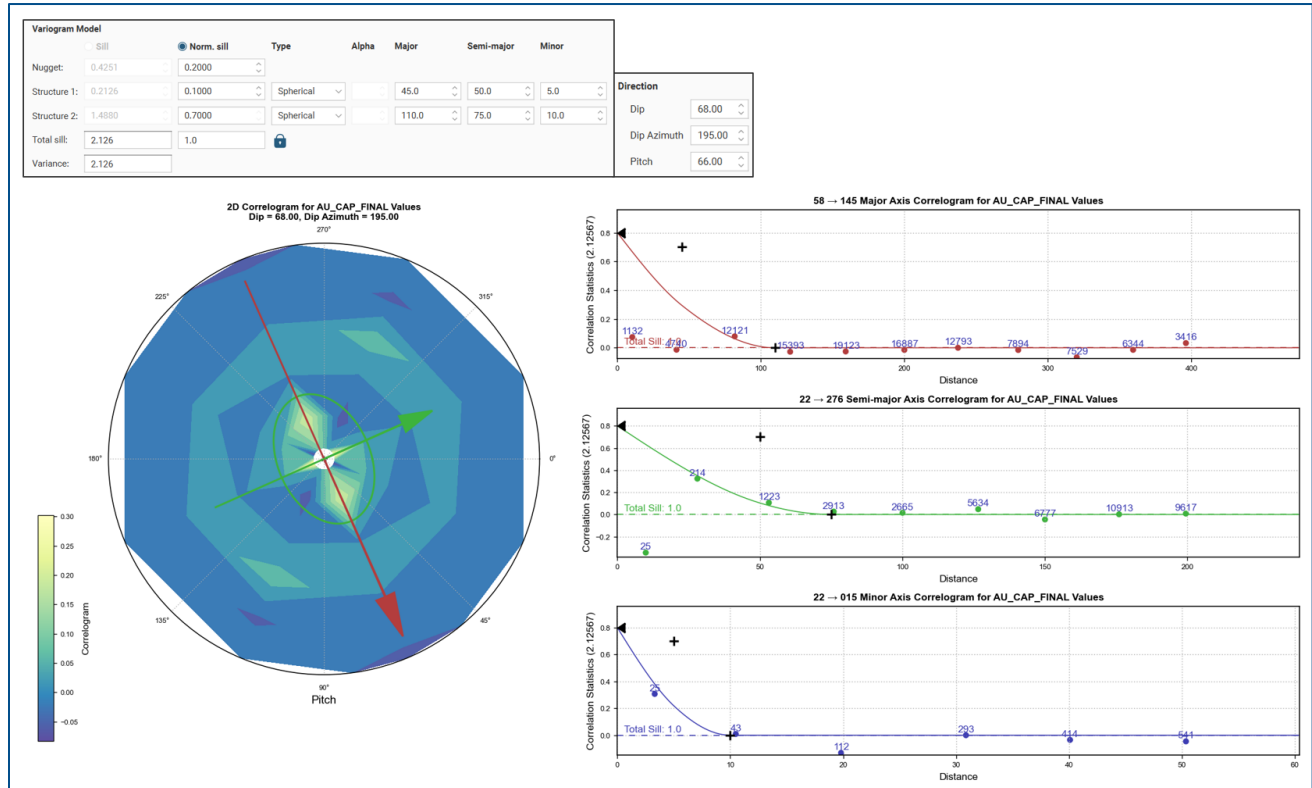 Variogram Model
Sill Norm. sill Type Alpha Major Semi-major Minor
Nugget: 0.4251 0.2000
Structure 1: 0.2126 0.1000 Spherical 45.0 50.0 5.0
Structure 2: 1.4880 0.7000 Spherical 110.0 75.0 10.0
Total sill: 2.126 1.0
Variance: 2.126
Direction
Dip 68.00
Dip Azimuth 195.00
Pitch 66.00
2D Correlogram for AU_CAP_FINAL Values
Dip = 68.00, Dip Azimuth = 195.00
270°
225° 315°
180° 0°
135° 45°
90°
Pitch
0.30
0.25
0.20
0.15
0.10
0.05
0.00
−0.05
Correlogram
58 → 145 Major Axis Correlogram for AU_CAP_FINAL Values
Correlation Statistics (2.12567)
0.8
0.6
0.4
0.2
0.0
1132 12121 15393 19123 16887 12793 7894 7529 6344 3416
0 100 200 300 400
Distance
22 → 276 Semi-major Axis Correlogram for AU_CAP_FINAL Values
Correlation Statistics (2.12567)
0.8
0.6
0.4
0.2
0.0
−0.2
Total Sill: 1.0
25 214 1223 2913 2665 5634 6777 10913 9617
0 50 100 150 200
Distance
22 → 015 Minor Axis Correlogram for AU_CAP_FINAL Values
Correlation Statistics (2.12567)
0.8
0.6
0.4
0.2
0.0
Total Sill: 1.0
25 43 112 293 414 541
0 10 20 30 40 50 60
Distance